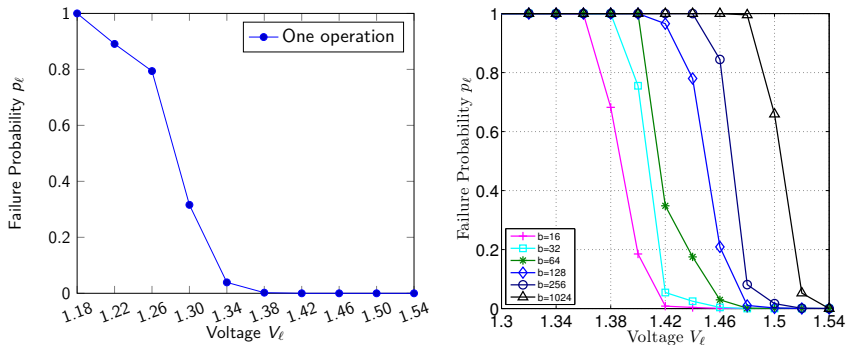 One operation
1
0.8
0.6
0.4
0.2
0
Failure Probability pℓ
1.18 1.22 1.26 1.30 1.34 1.38 1.42 1.46 1.50 1.54
Voltage Vℓ
1
0.8
0.6
0.4
0.2
0
Failure Probability pℓ
b=16
b=32
b=64
b=128
b=256
b=1024
1.3 1.34 1.38 1.42 1.46 1.5 1.54
Voltage Vℓ